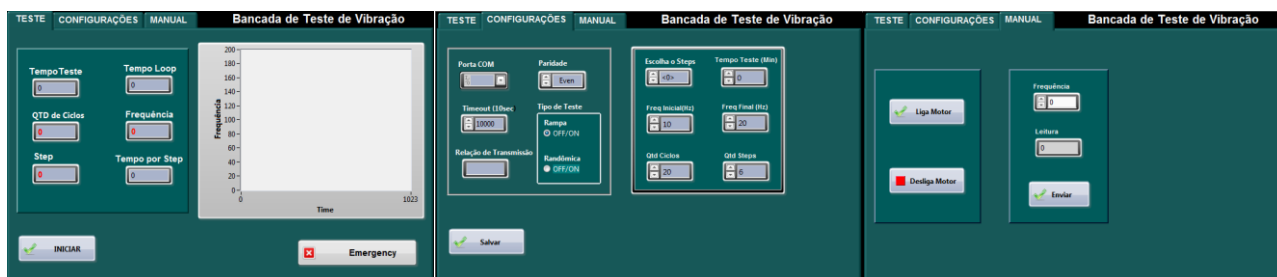 TESTE CONFIGURAÇÕES MANUAL Bancada de Teste de Vibração
TempoTeste Tempo Loop
0 0
QTD de Ciclos Frequência
0 0
Step Tempo por Step
0 0
Frequência
200
180
160
140
120
100
80
60
40
20
0
0 1023
Time
INICIAR Emergency
TESTE CONFIGURAÇÕES MANUAL Bancada de Teste de Vibração
Porta COM Paridade
Even
Timeout (10sec Tipo de Teste
10000
Rampa
OFF/ON
Relação de Transmissão
Randômica
OFF/ON
Escolha o Steps Tempo Teste (Min)
<0> 0
Freq Inicial(Hz) Freq Final (Hz)
10 20
Qtd Ciclos Qtd Steps
20 6
Salvar
TESTE CONFIGURAÇÕES MANUAL Bancada de Teste de Vibração
Liga Motor
Desliga Motor
Frequência
0
Leitura
0
Enviar